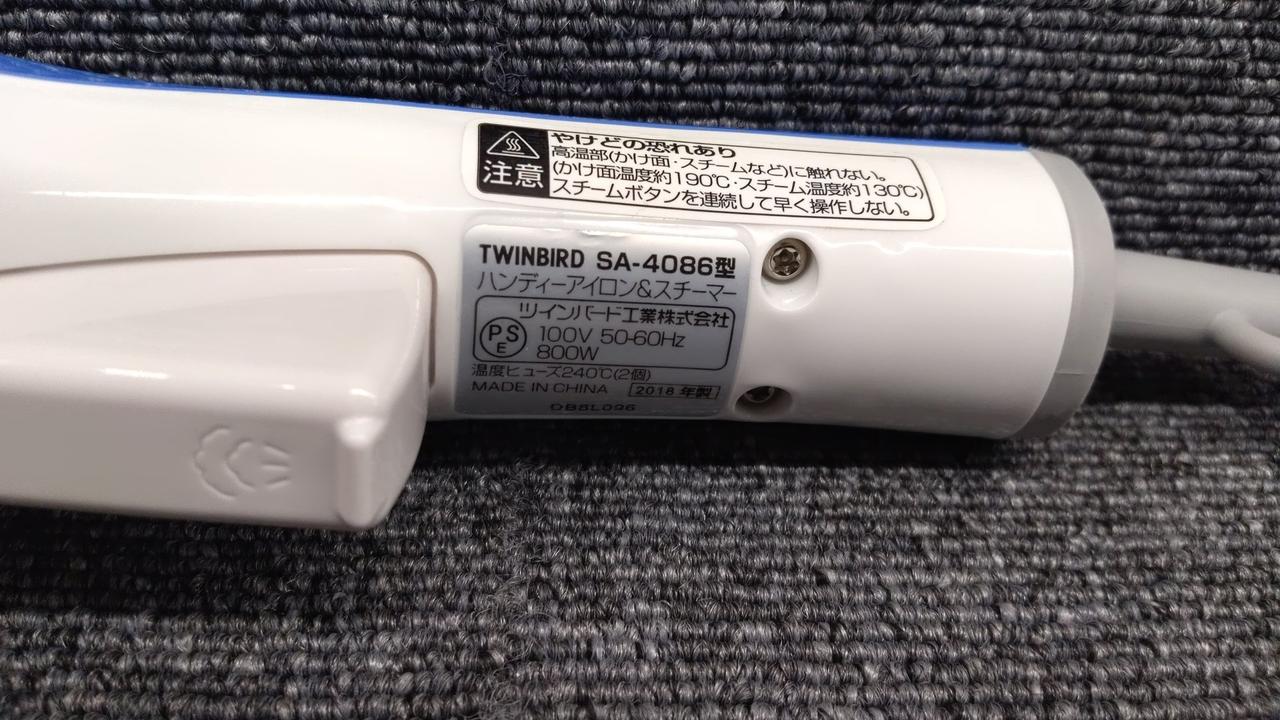 注意
やけどの恐れあり
高温部(かけ面・スチームなど)に触れない。
(かけ面温度約190℃・スチーム温度約130℃)
スチームボタンを連続して早く操作しない。
TWINBIRD SA-4086型
ハンディーアイロン&スチーマー
ツインバード工業株式会社
PSE
100V 50-60Hz
800W
温度ヒューズ240℃(2個)
MADE IN CHINA 2018年製